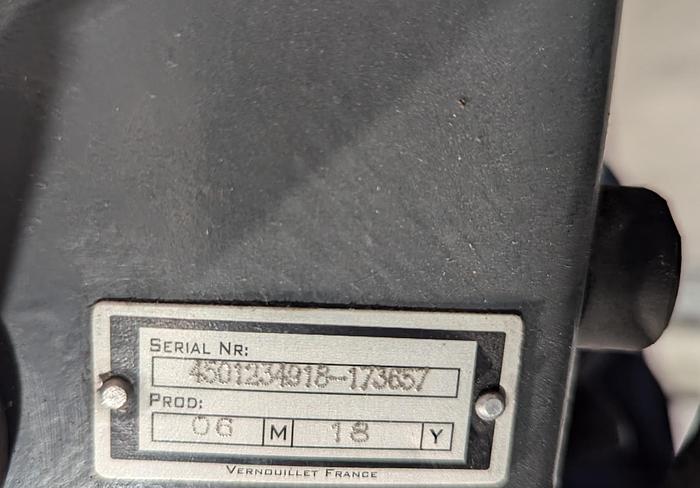 SERIAL NR:
4501234918-173657
PROD:
06 M 18 Y
VERNOUILLET FRANCE